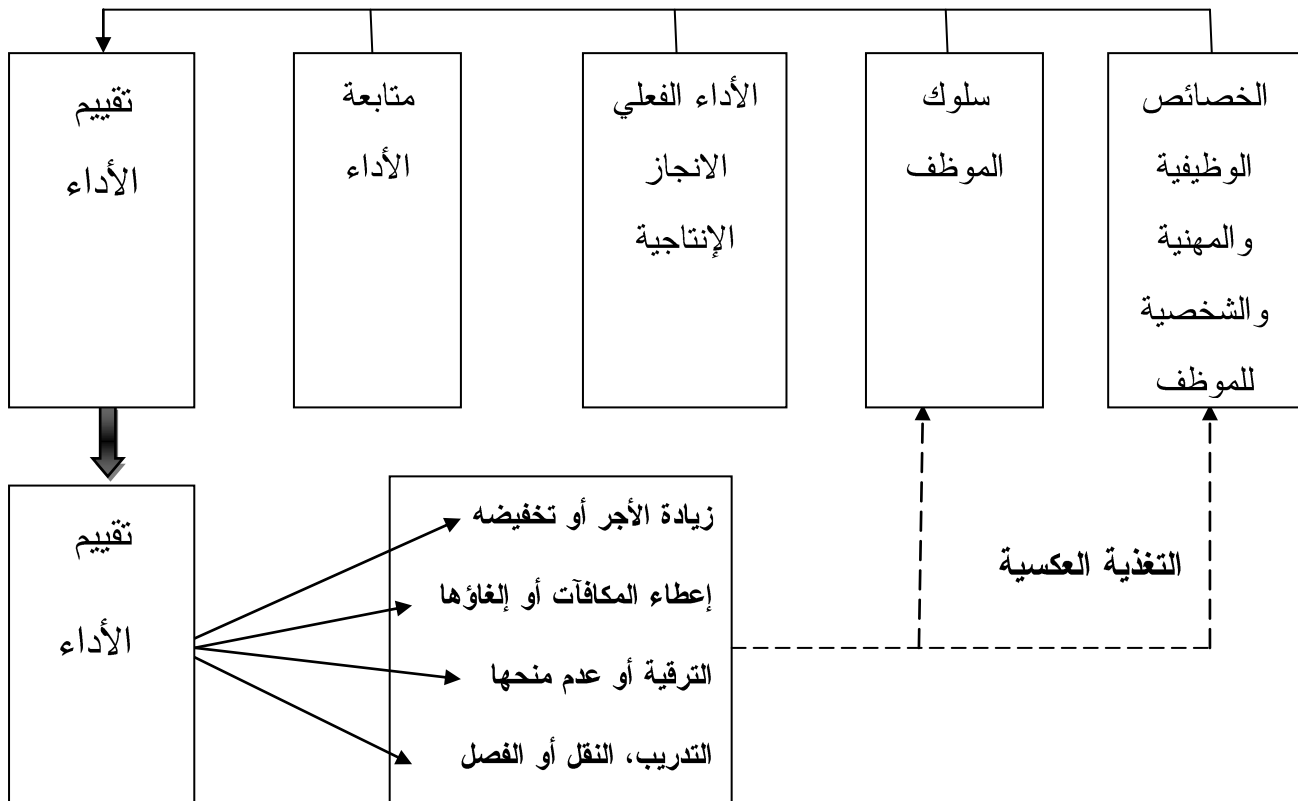 الخصائص
الوظيفية
والمهنية
والشخصية
للموظف
سلوك
الموظف
الأداء الفعلي
الانجاز
الإنتاجية
متابعة
الأداء
تقييم
الأداء
تقييم
الأداء
زيادة الأجر أو تخفيضه
إعطاء المكافآت أو إلغاؤها
الترقية أو عدم منحها
التدريب، النقل أو الفصل
التغذية العكسية